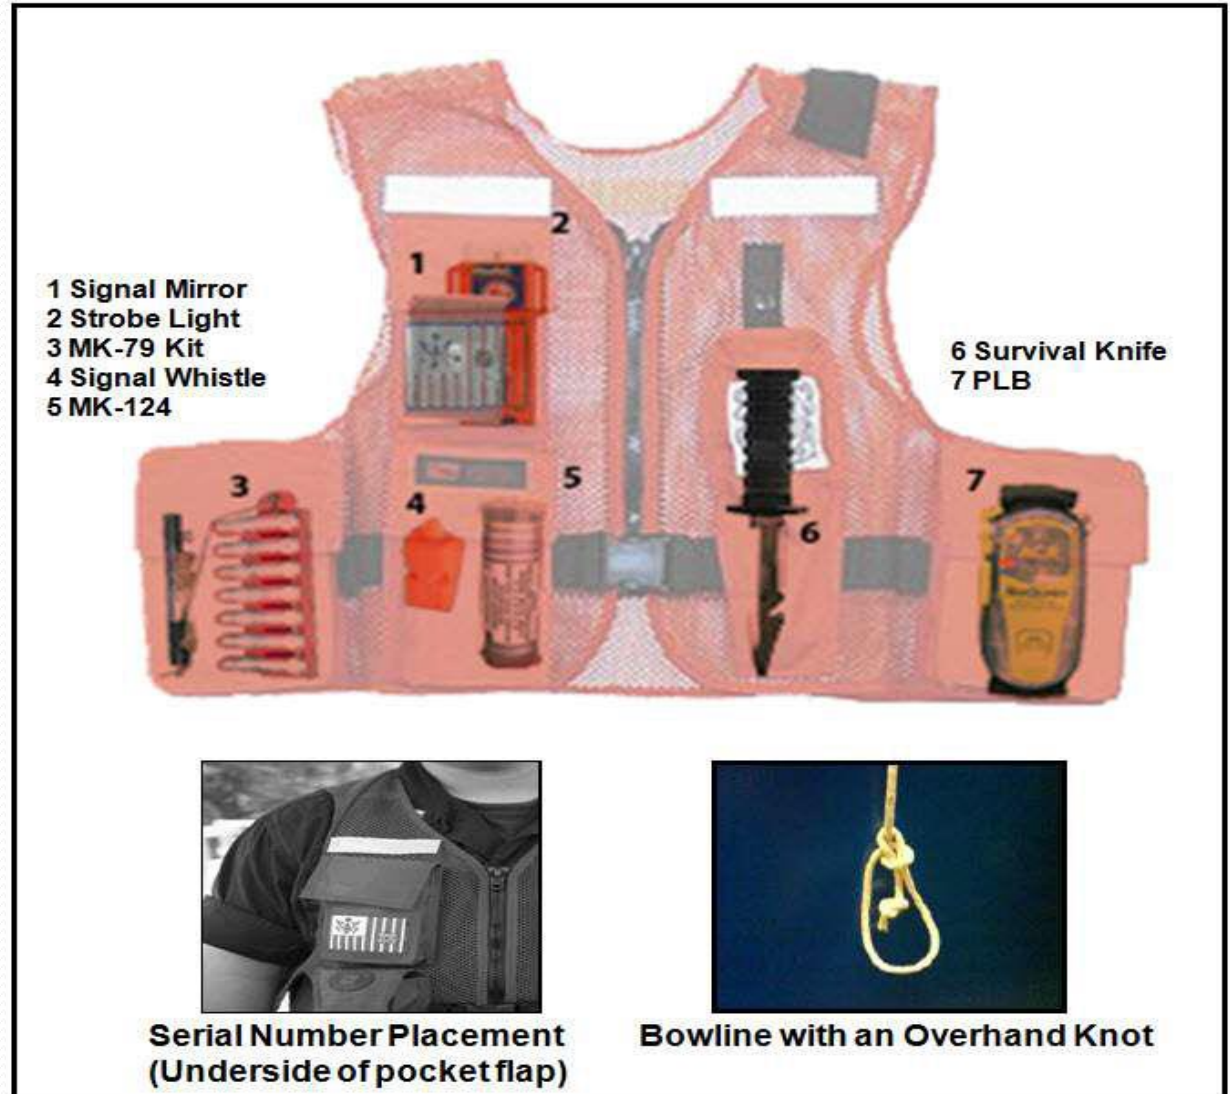 1 Signal Mirror
2 Strobe Light
3 MK-79 Kit
4 Signal Whistle
5 MK-124
6 Survival Knife
7 PLB
1
2
3
4
5
6
7
Serial Number Placement
(Underside of pocket flap)
Bowline with an Overhand Knot